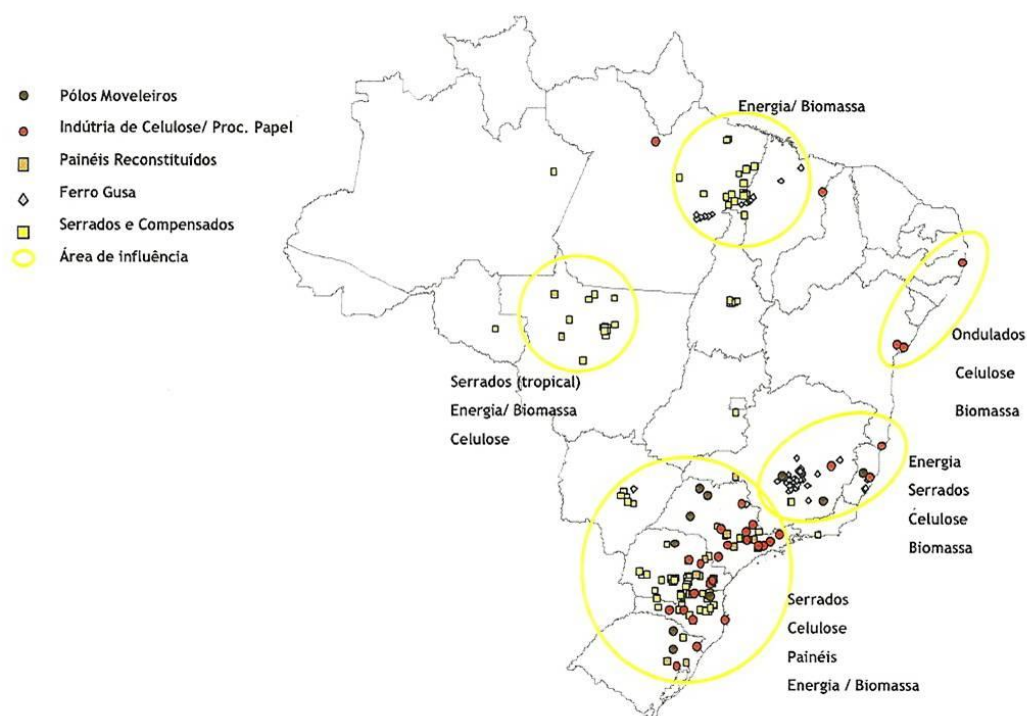 Pólos Moveleiros
Indútria de Celulose/ Proc. Papel
Painéis Reconstituídos
Ferro Gusa
Serrados e Compensados
Área de influência
Energia/ Biomassa
Ondulados
Celulose
Biomassa
Serrados (tropical)
Energia/ Biomassa
Celulose
Energia
Serrados
Celulose
Biomassa
Serrados
Celulose
Painéis
Energia / Biomassa